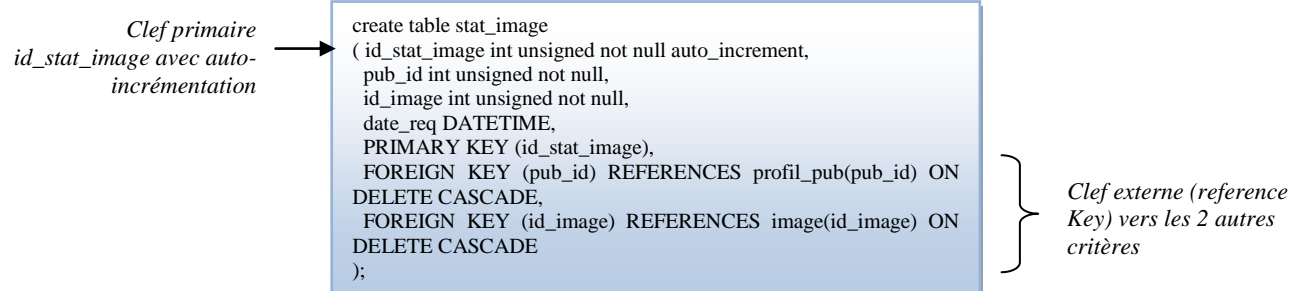 Clef primaire
id_stat_image avec auto-
incrémentation
create table stat_image
( id_stat_image int unsigned not null auto_increment,
pub_id int unsigned not null,
id_image int unsigned not null,
date_req DATETIME,
PRIMARY KEY (id_stat_image),
FOREIGN KEY (pub_id) REFERENCES profil_pub(pub_id) ON
DELETE CASCADE,
FOREIGN KEY (id_image) REFERENCES image(id_image) ON
DELETE CASCADE
);
Clef externe (reference
Key) vers les 2 autres
critères